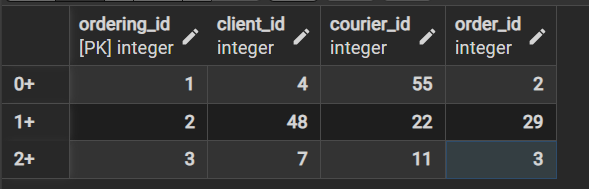 ordering_id client_id courier_id order_id
[PK] integer integer integer integer
0+ 1 4 55 2
1+ 2 48 22 29
2+ 3 7 11 3